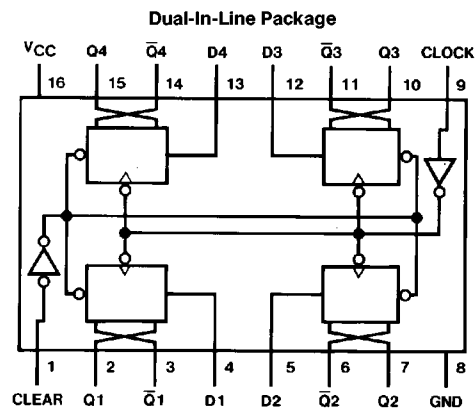 Dual-In-Line Package
VCC Q4 Q̅4 D4 D3 Q̅3 Q3 CLOCK
16 15 14 13 12 11 10 9
1 2 3 4 5 6 7 8
CLEAR Q1 Q̅1 D1 D2 Q̅2 Q2 GND